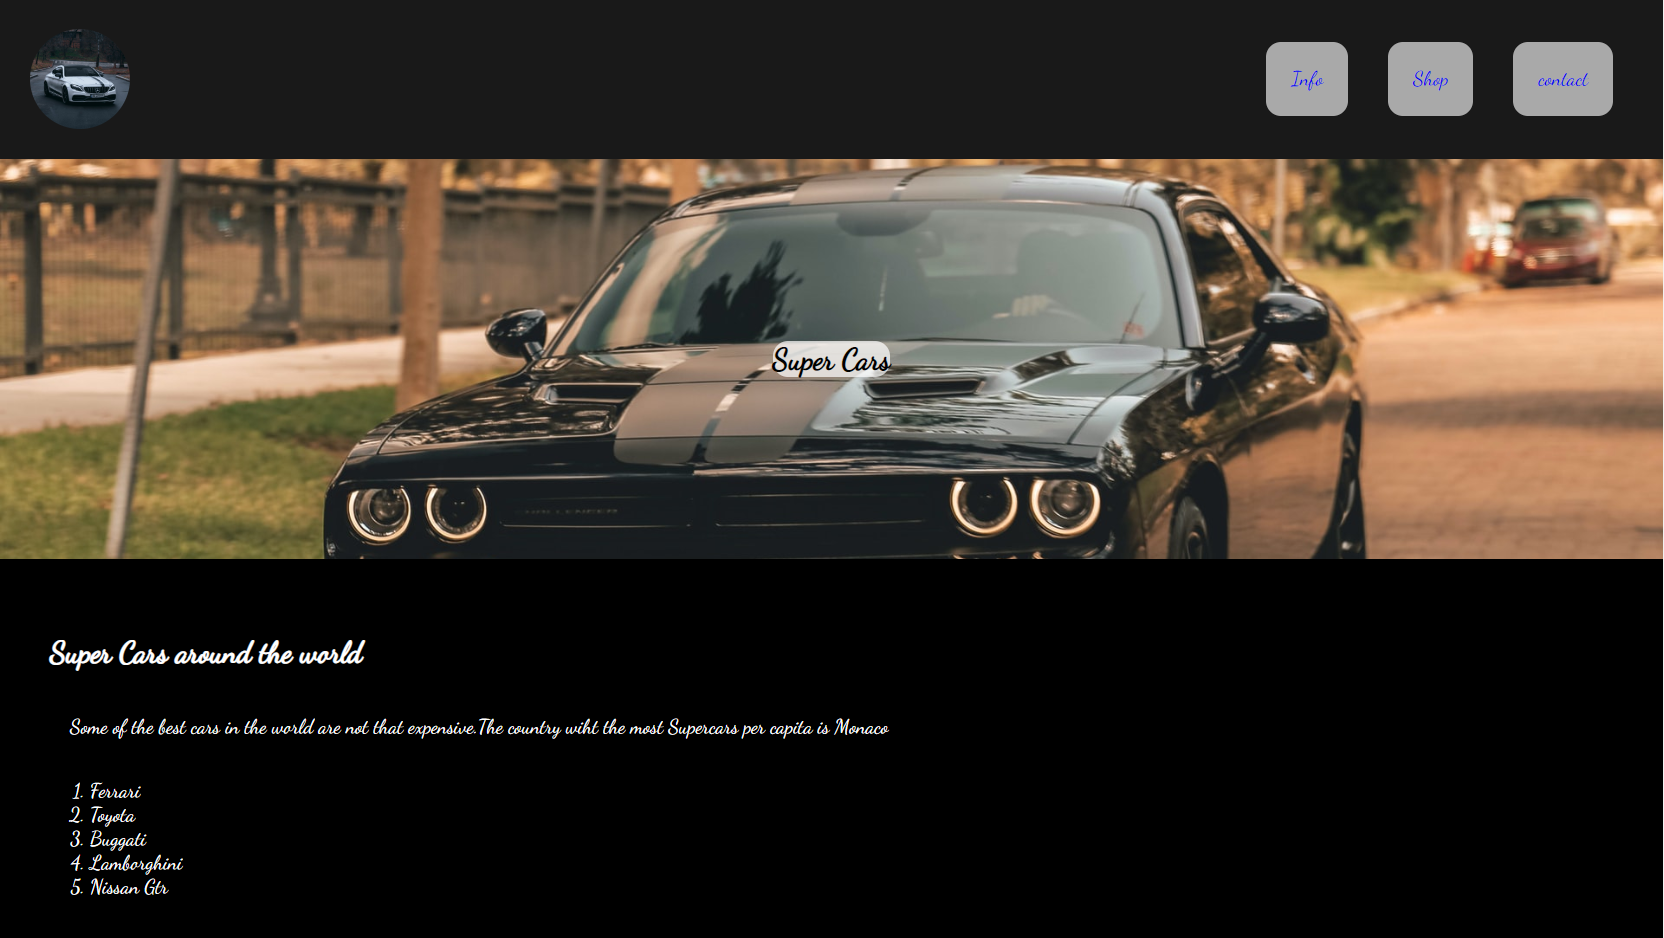 Info
Shop
contact
Super Cars
CHALLENGER
Super Cars around the world
Some of the best cars in the world are not that expensive.The country wiht the most Supercars per capita is Monaco
1. Ferrari
2. Toyota
3. Buggati
4. Lamborghini
5. Nissan Gtr